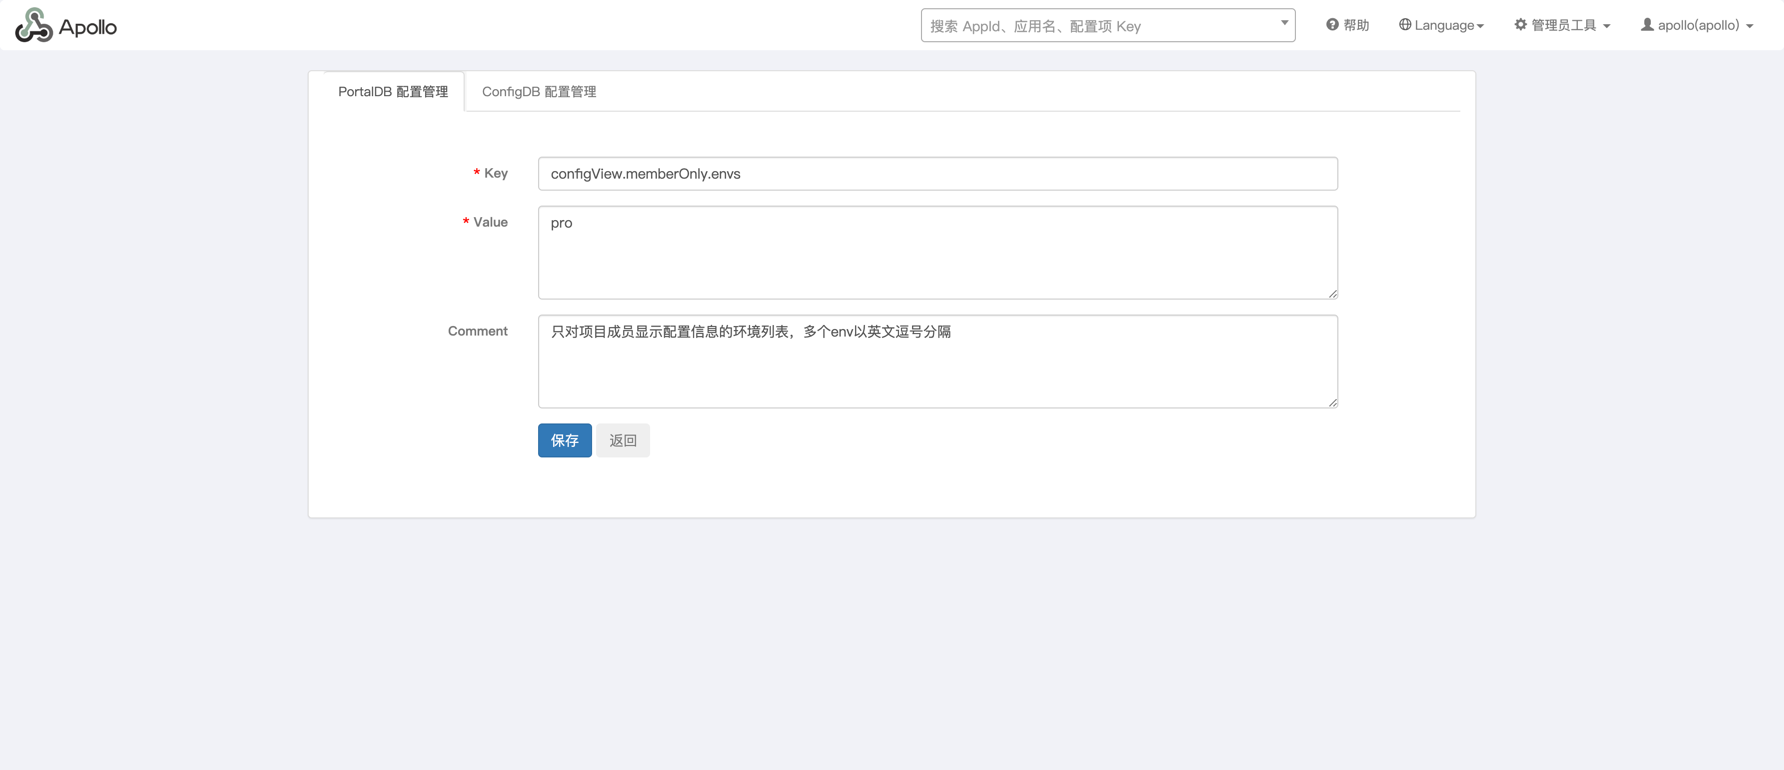 Apollo
搜索 AppId、应用名、配置项 Key
帮助
Language
管理员工具
apollo(apollo)
PortalDB 配置管理
ConfigDB 配置管理
* Key
configView.memberOnly.envs
* Value
pro
Comment
只对项目成员显示配置信息的环境列表，多个env以英文逗号分隔
保存
返回